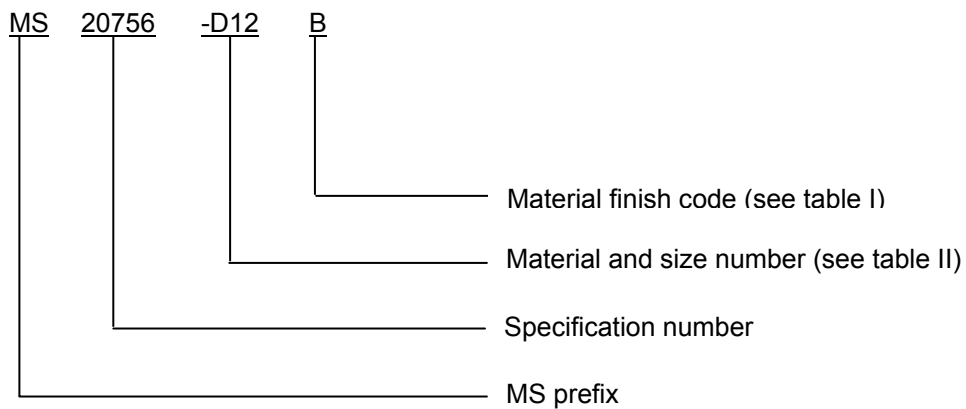 MS 20756 -D12 B
Material finish code (see table I)
Material and size number (see table II)
Specification number
MS prefix